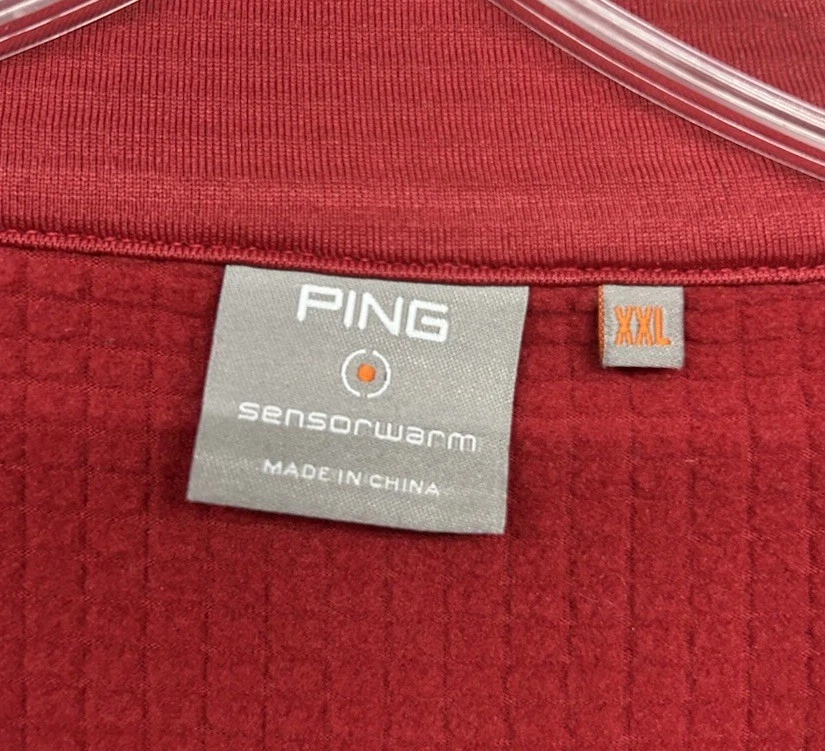 PING
sensorwarm
MADE IN CHINA
XXL